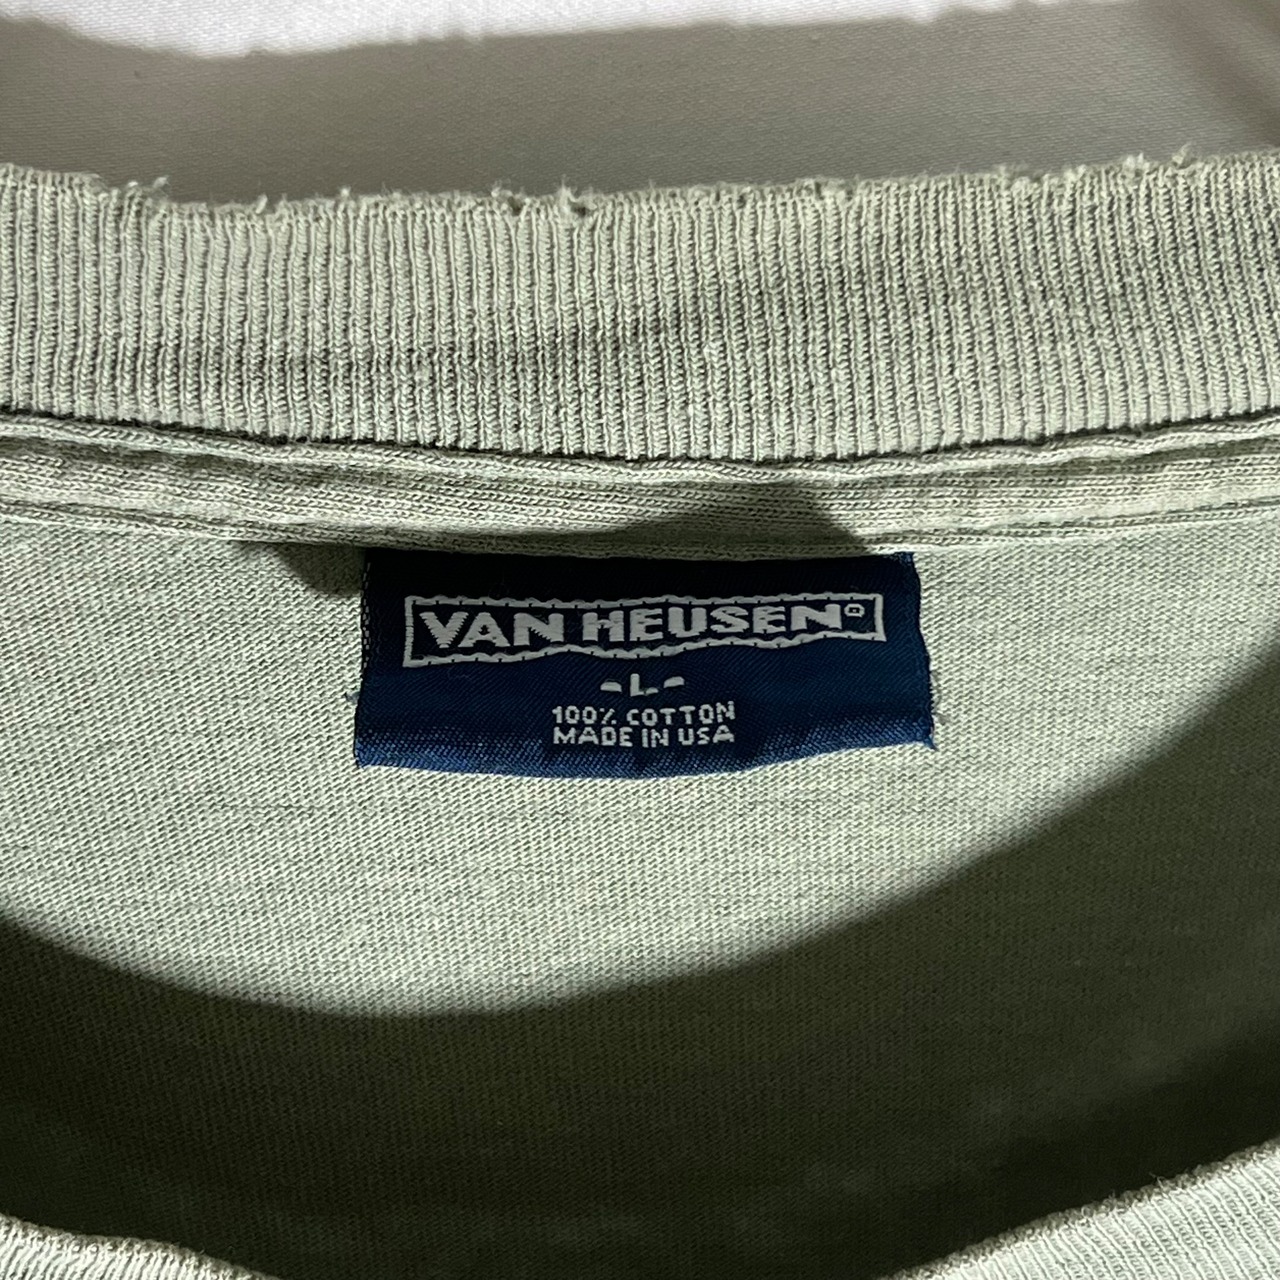 VAN HEUSEN®
-L-
100% COTTON
MADE IN USA